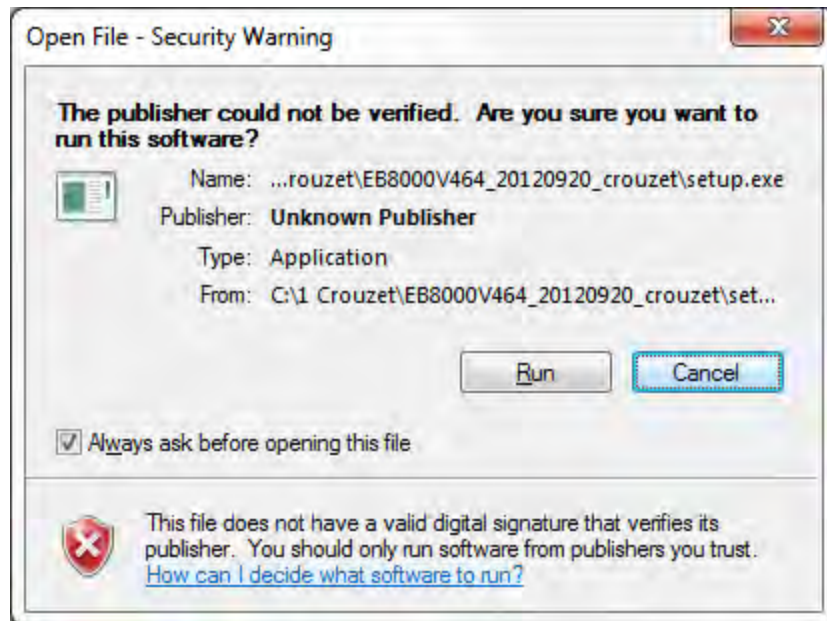 Open File - Security Warning
The publisher could not be verified. Are you sure you want to
run this software?
Name: ...rouzet\EB8000V464_20120920_crouzet\setup.exe
Publisher: Unknown Publisher
Type: Application
From: C:\1 Crouzet\EB8000V464_20120920_crouzet\set...
Run Cancel
Always ask before opening this file
This file does not have a valid digital signature that verifies its
publisher. You should only run software from publishers you trust.
How can I decide what software to run?